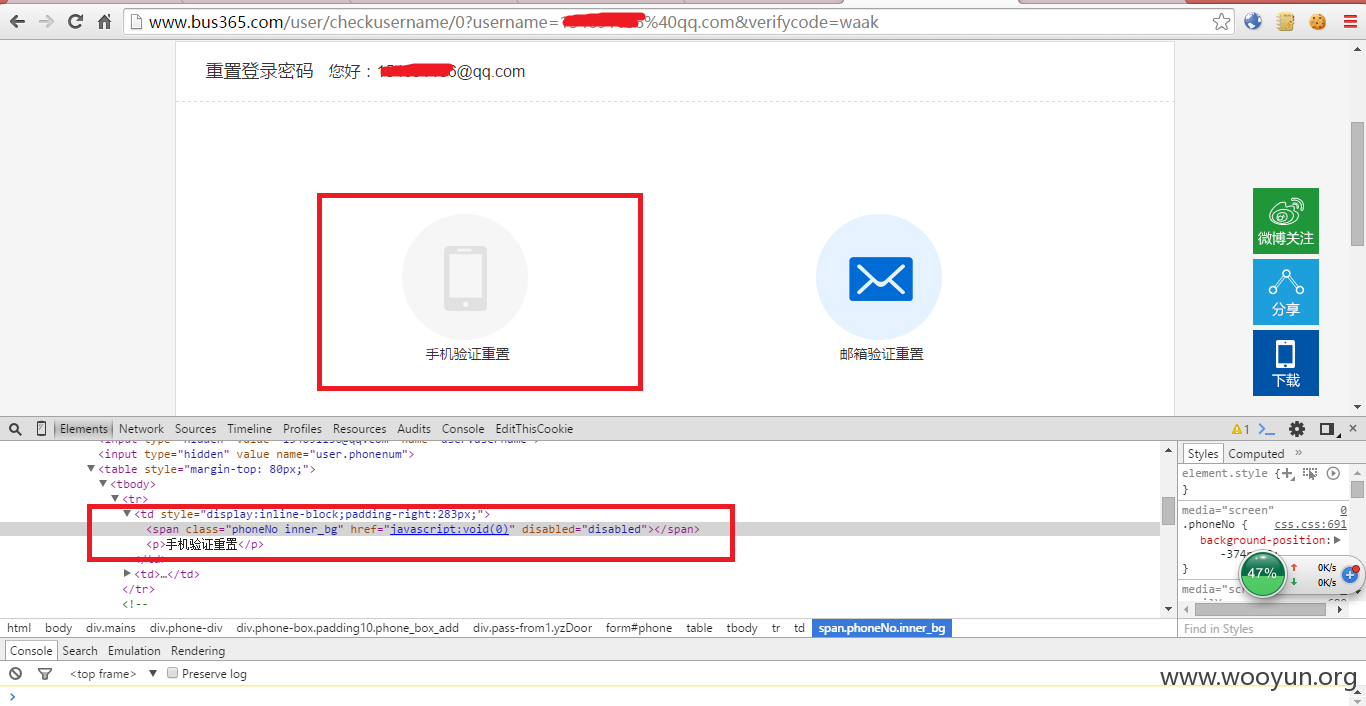 www.bus365.com/user/checkusername/0?username= %40qq.com&verifycode=waak
重置登录密码 您好：1 6@qq.com
手机验证重置
邮箱验证重置
微博关注
分享
下载
Elements Network Sources Timeline Profiles Resources Audits Console EditThisCookie
1
<input type="hidden" value name="user.phonenum">
<table style="margin-top: 80px;">
<tbody>
<tr>
<td style="display:inline-block;padding-right:283px;">
<span class="phoneNo inner_bg" href="javascript:void(0)" disabled="disabled"></span>
<p>手机验证重置</p>
<td>…</td>
</tr>
<!--
Styles Computed »
element.style {
}
media="screen"
.phoneNo { css.css:691
background-position:
-374
}
47% 0K/s
0K/s
html body div.mains div.phone-div div.phone-box.padding10.phone_box_add div.pass-from1.yzDoor form#phone table tbody tr td span.phoneNo.inner_bg
Find in Styles
Console Search Emulation Rendering
<top frame> Preserve log
www.wooyun.org